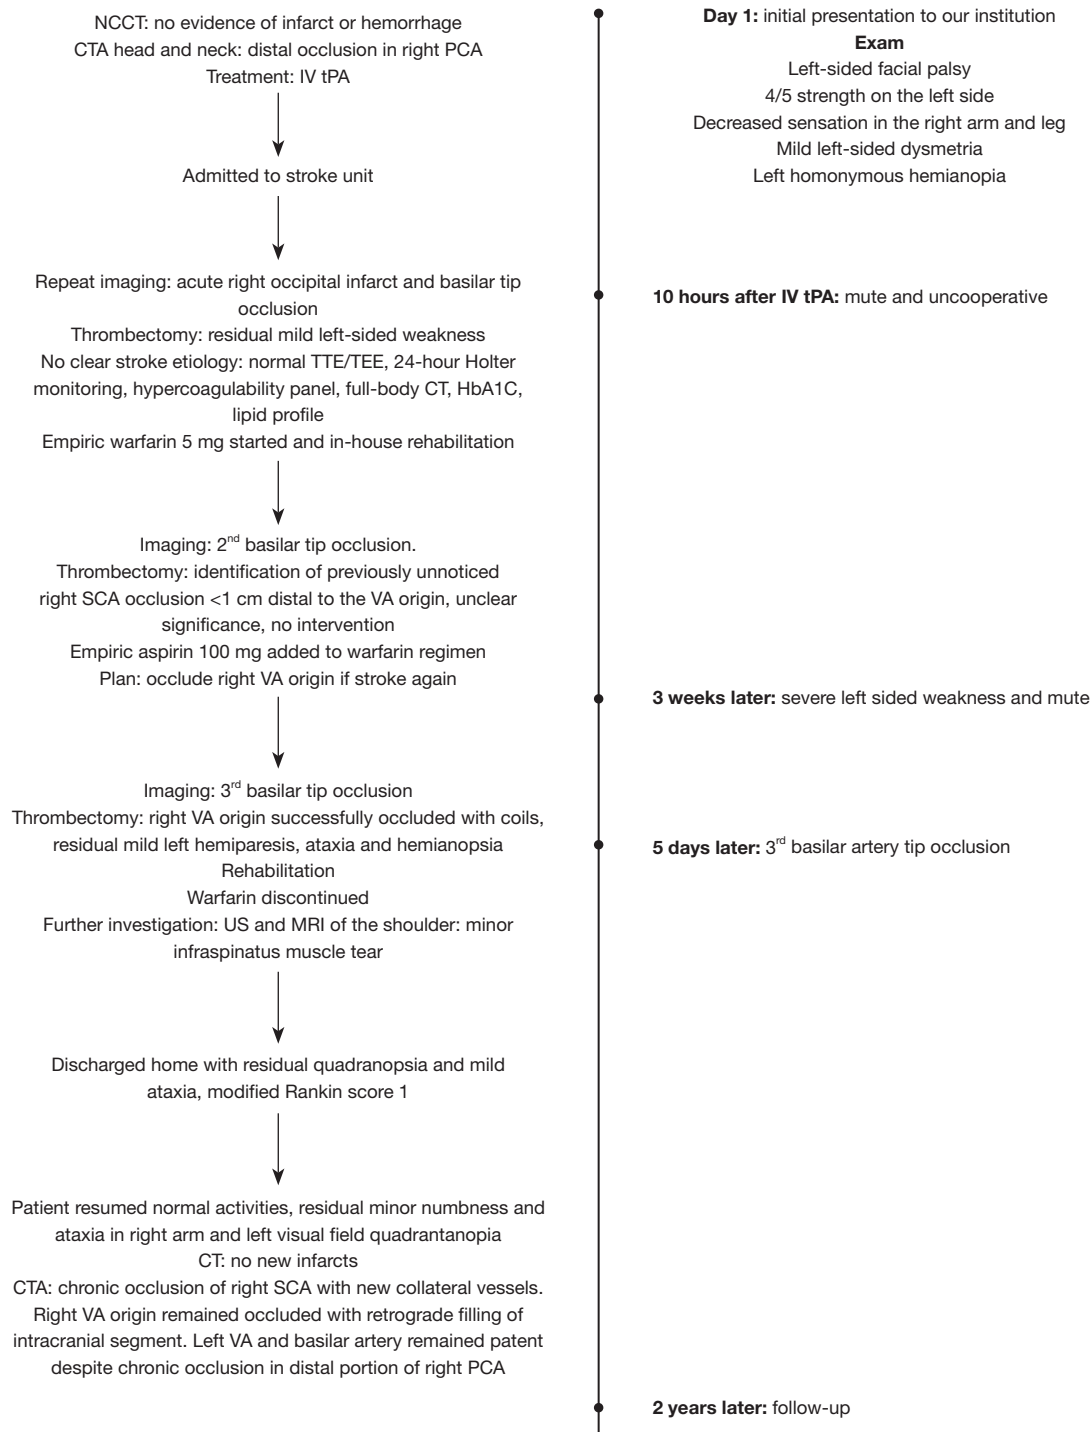 NCCT: no evidence of infarct or hemorrhage
CTA head and neck: distal occlusion in right PCA
Treatment: IV tPA
Admitted to stroke unit
Repeat imaging: acute right occipital infarct and basilar tip
occlusion
Thrombectomy: residual mild left-sided weakness
No clear stroke etiology: normal TTE/TEE, 24-hour Holter
monitoring, hypercoagulability panel, full-body CT, HbA1C,
lipid profile
Empiric warfarin 5 mg started and in-house rehabilitation
Imaging: 2nd basilar tip occlusion.
Thrombectomy: identification of previously unnoticed
right SCA occlusion <1 cm distal to the VA origin, unclear
significance, no intervention
Empiric aspirin 100 mg added to warfarin regimen
Plan: occlude right VA origin if stroke again
Imaging: 3rd basilar tip occlusion
Thrombectomy: right VA origin successfully occluded with coils,
residual mild left hemiparesis, ataxia and hemianopsia
Rehabilitation
Warfarin discontinued
Further investigation: US and MRI of the shoulder: minor
infraspinatus muscle tear
Discharged home with residual quadranopsia and mild
ataxia, modified Rankin score 1
Patient resumed normal activities, residual minor numbness and
ataxia in right arm and left visual field quadrantanopia
CT: no new infarcts
CTA: chronic occlusion of right SCA with new collateral vessels.
Right VA origin remained occluded with retrograde filling of
intracranial segment. Left VA and basilar artery remained patent
despite chronic occlusion in distal portion of right PCA
Day 1: initial presentation to our institution
Exam
Left-sided facial palsy
4/5 strength on the left side
Decreased sensation in the right arm and leg
Mild left-sided dysmetria
Left homonymous hemianopia
10 hours after IV tPA: mute and uncooperative
3 weeks later: severe left sided weakness and mute
5 days later: 3rd basilar artery tip occlusion
2 years later: follow-up